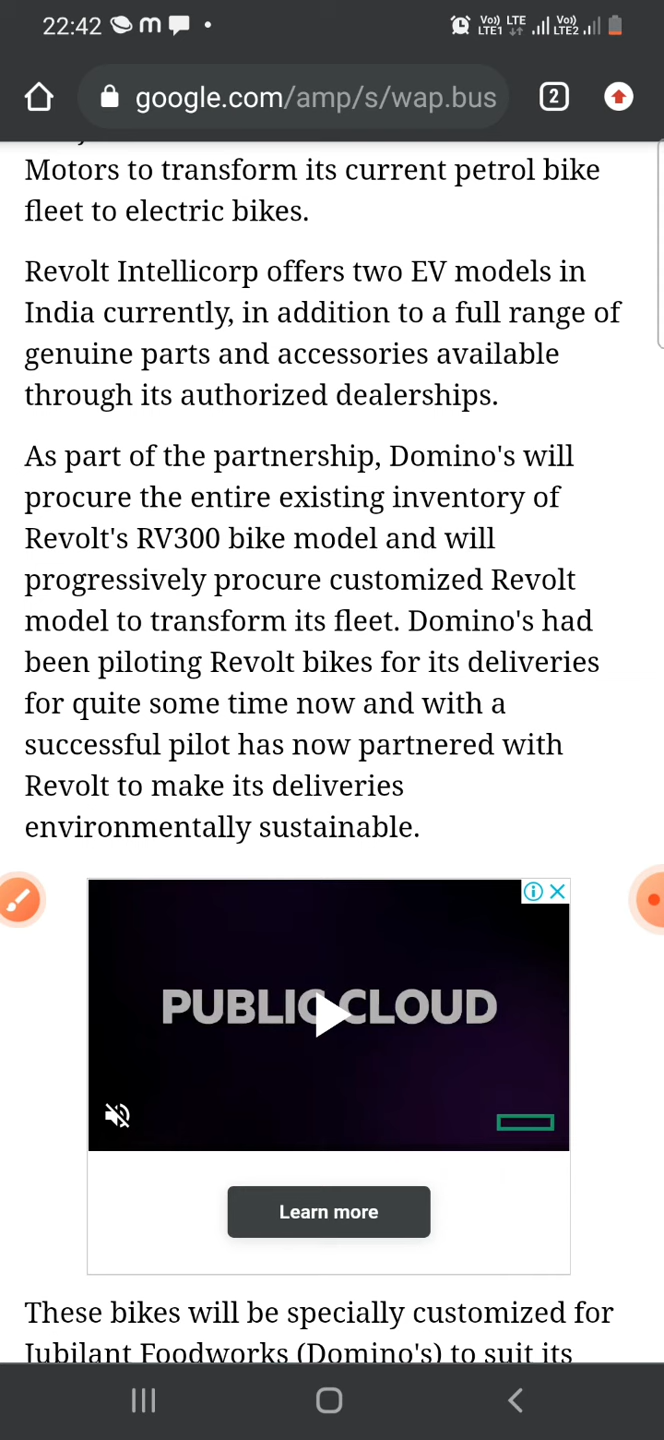 22:42
Vo)) LTE
LTE1
Vo))
LTE2
google.com/amp/s/wap.bus
2
Motors to transform its current petrol bike
fleet to electric bikes.
Revolt Intellicorp offers two EV models in
India currently, in addition to a full range of
genuine parts and accessories available
through its authorized dealerships.
As part of the partnership, Domino's will
procure the entire existing inventory of
Revolt's RV300 bike model and will
progressively procure customized Revolt
model to transform its fleet. Domino's had
been piloting Revolt bikes for its deliveries
for quite some time now and with a
successful pilot has now partnered with
Revolt to make its deliveries
environmentally sustainable.
PUBLIC CLOUD
Learn more
These bikes will be specially customized for
Jubilant Foodworks (Domino's) to suit its